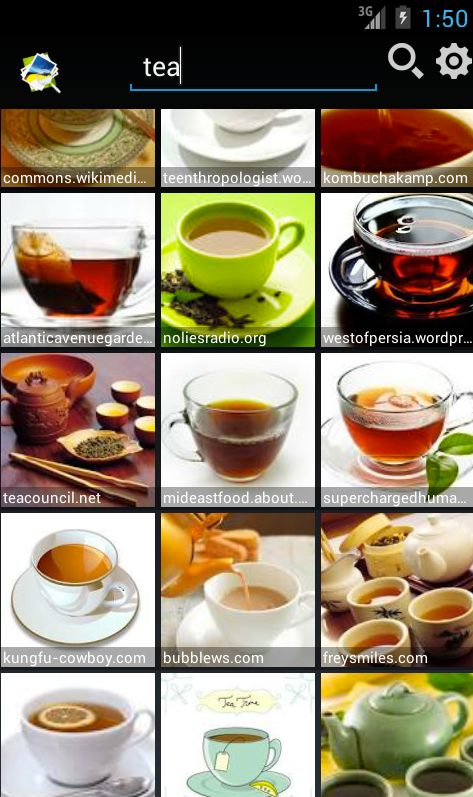 3G 1:50
tea
commons.wikimedi...
teenthropologist.wo...
kombuchakamp.com
atlanticavenuegarde...
noliesradio.org
westofpersia.wordpr...
teacouncil.net
mideastfood.about....
superchargedhuma...
kungfu-cowboy.com
bubblews.com
freysmiles.com
Tea Time